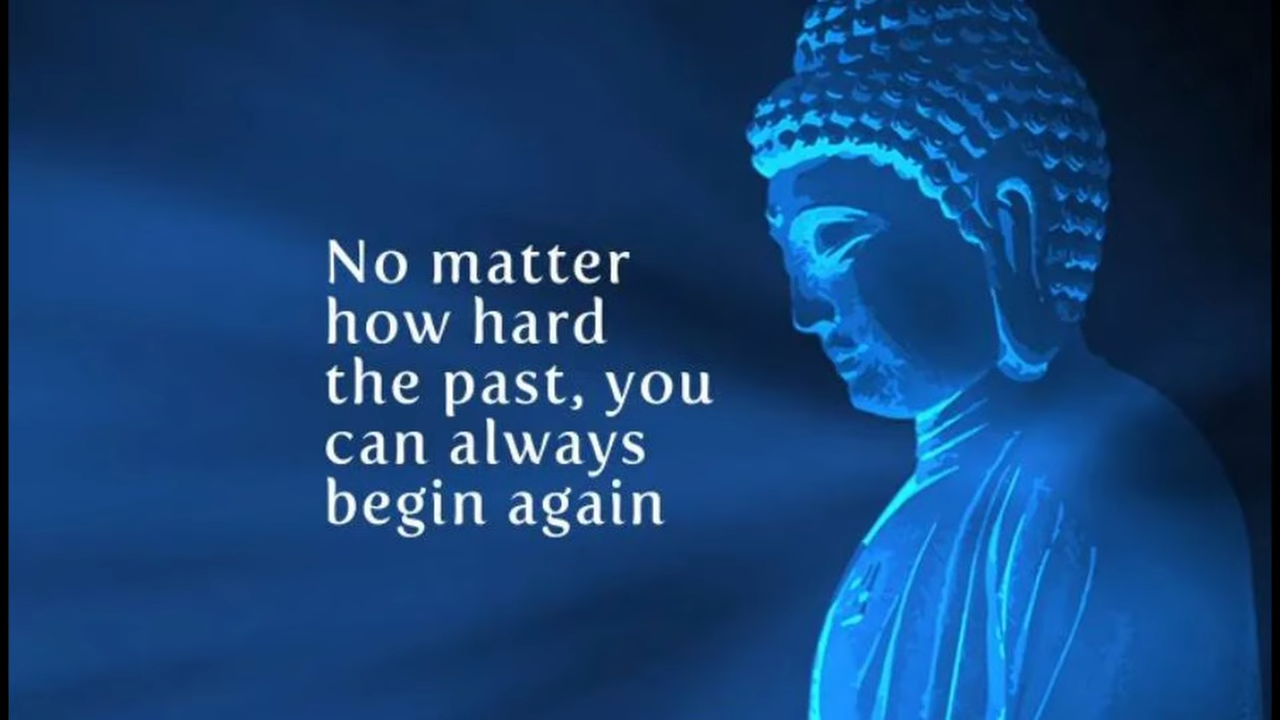 No matter
how hard
the past, you
can always
begin again